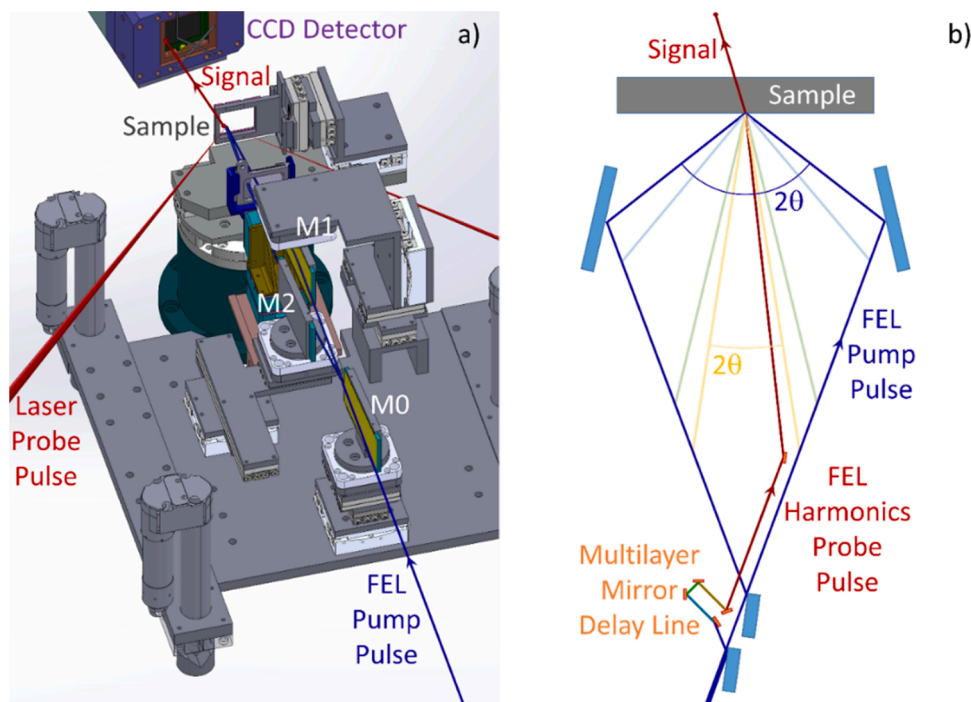 CCD Detector
a)
Signal
Sample
M1
M2
M0
Laser
Probe
Pulse
FEL
Pump
Pulse
b)
Signal
Sample
2θ
FEL
Pump
Pulse
2θ
FEL
Harmonics
Probe
Pulse
Multilayer
Mirror
Delay Line